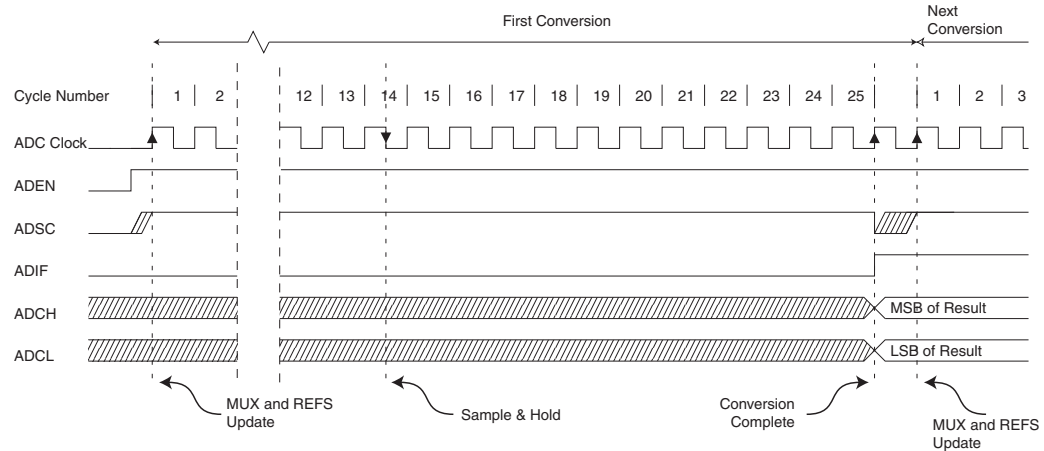 First Conversion
Next
Conversion
Cycle Number 1 2 12 13 14 15 16 17 18 19 20 21 22 23 24 25 1 2 3
ADC Clock
ADEN
ADSC
ADIF
ADCH MSB of Result
ADCL LSB of Result
MUX and REFS
Update
Sample & Hold
Conversion
Complete
MUX and REFS
Update